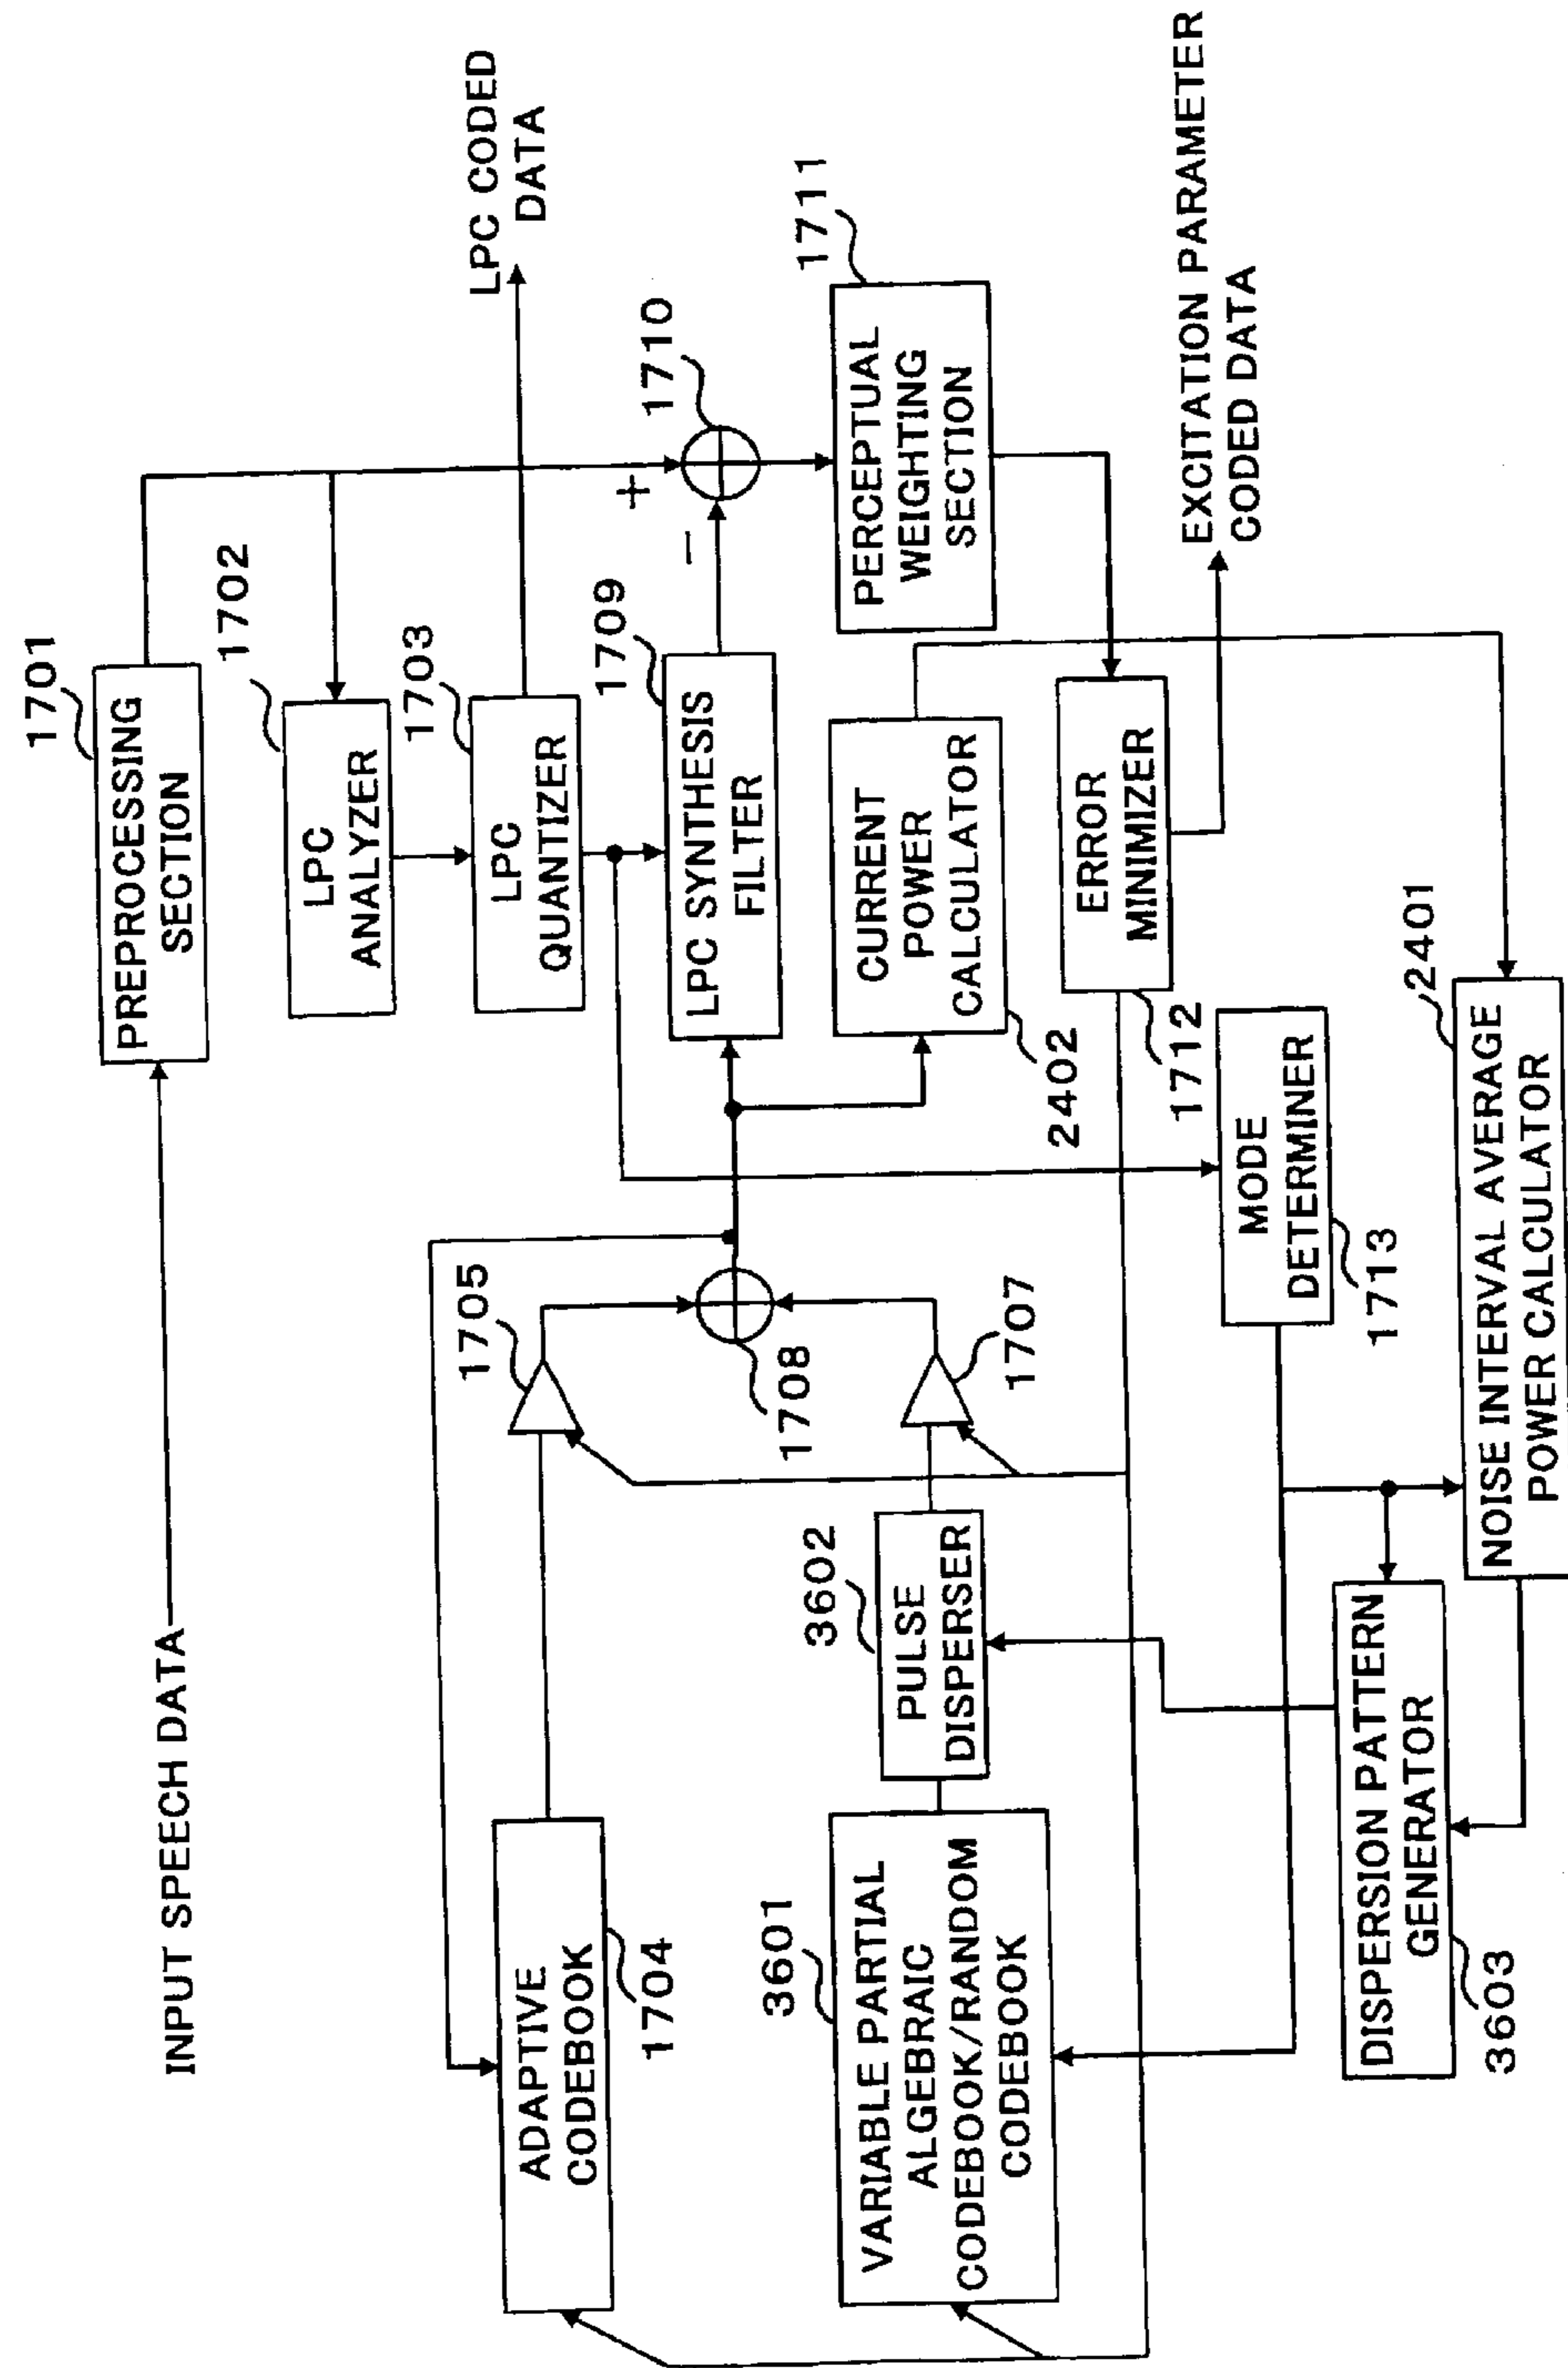 INPUT SPEECH DATA
1701
PREPROCESSING
SECTION
1702
LPC
ANALYZER
1703
LPC
QUANTIZER
LPC CODED
DATA
1704
ADAPTIVE
CODEBOOK
1705
1708
1709
LPC SYNTHESIS
FILTER
+
−
1710
3601
VARIABLE PARTIAL
ALGEBRAIC
CODEBOOK/RANDOM
CODEBOOK
3602
PULSE
DISPERSER
1707
CURRENT
POWER
CALCULATOR
2402
1711
PERCEPTUAL
WEIGHTING
SECTION
ERROR
MINIMIZER
1712
EXCITATION PARAMETER
CODED DATA
MODE
DETERMINER
1713
DISPERSION PATTERN
GENERATOR
3603
2401
NOISE INTERVAL AVERAGE
POWER CALCULATOR